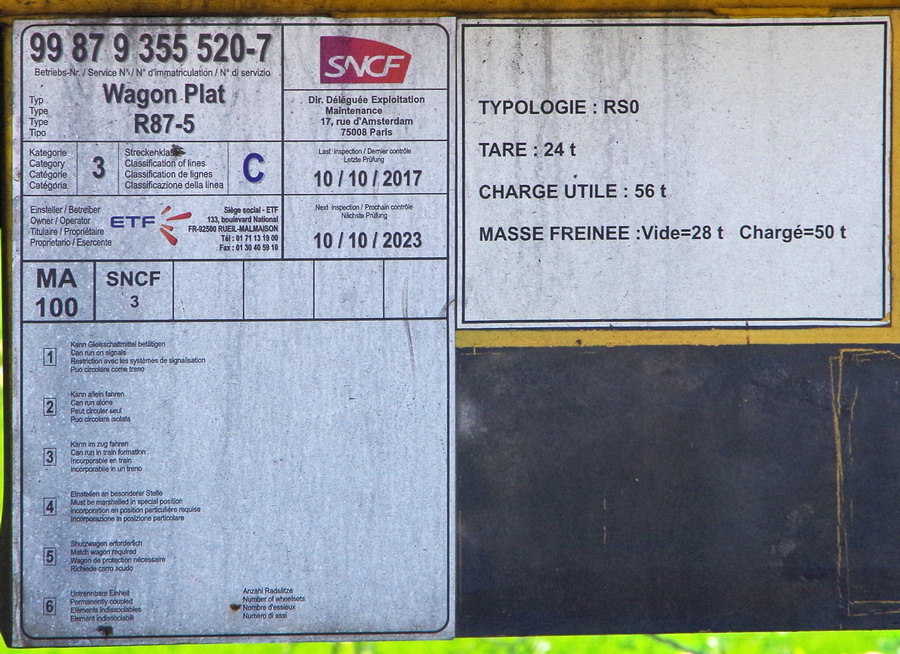 99 87 9 355 520-7
Betriebs-Nr. / Service N°/ N° d'immatriculation / N° di servizio
Typ
Type
Type
Tipo
Wagon Plat
R87-5
SNCF
Dir. Déléguée Exploitation
Maintenance
17, rue d'Amsterdam
75008 Paris
Kategorie
Category
Catégorie
Catégoria
3
Streckenklas
Classification of lines
Classification de lignes
Classificazione della linea
C
Last inspection / Dernier contrôle
Letzte Prüfung
10 / 10 / 2017
Einsteller / Betreiber
Owner / Operator
Titulaire / Propriétaire
Proprietario / Esercente
ETF
Siège social - ETF
133, boulevard National
FR-92500 RUEIL-MALMAISON
Tél : 01 71 13 19 00
Fax : 01 30 40 59 10
Next inspection / Prochain contrôle
Nächste Prüfung
10 / 10 / 2023
MA
100
SNCF
3
1
Kann Gleisschaltmittel betätigen
Can run on signals
Restriction avec les systèmes de signalisation
Puo circolare come treno
2
Kann allein fahren
Can run alone
Peut circuler seul
Puo circolare isolata
3
Kann im zug fahren
Can run in train formation
Incorporable en train
incorporabile in un treno
4
Einstellen an besonderer Stelle
Must be marshalled in special position
incorporation en position particulière requise
Incorporazione in posizione particolare
5
Shutzwagen erforderlich
Match wagon required
Wagon de protection nécessaire
Richiede carro scudo
6
Untrennbare Einheit
Permanently coupled
Eléments indissociables
Element indissociabili
Anzahl Radsätze
Number of wheelsets
Nombre d'essieux
Numero di assi
TYPOLOGIE : RS0
TARE : 24 t
CHARGE UTILE : 56 t
MASSE FREINEE :Vide=28 t Chargé=50 t